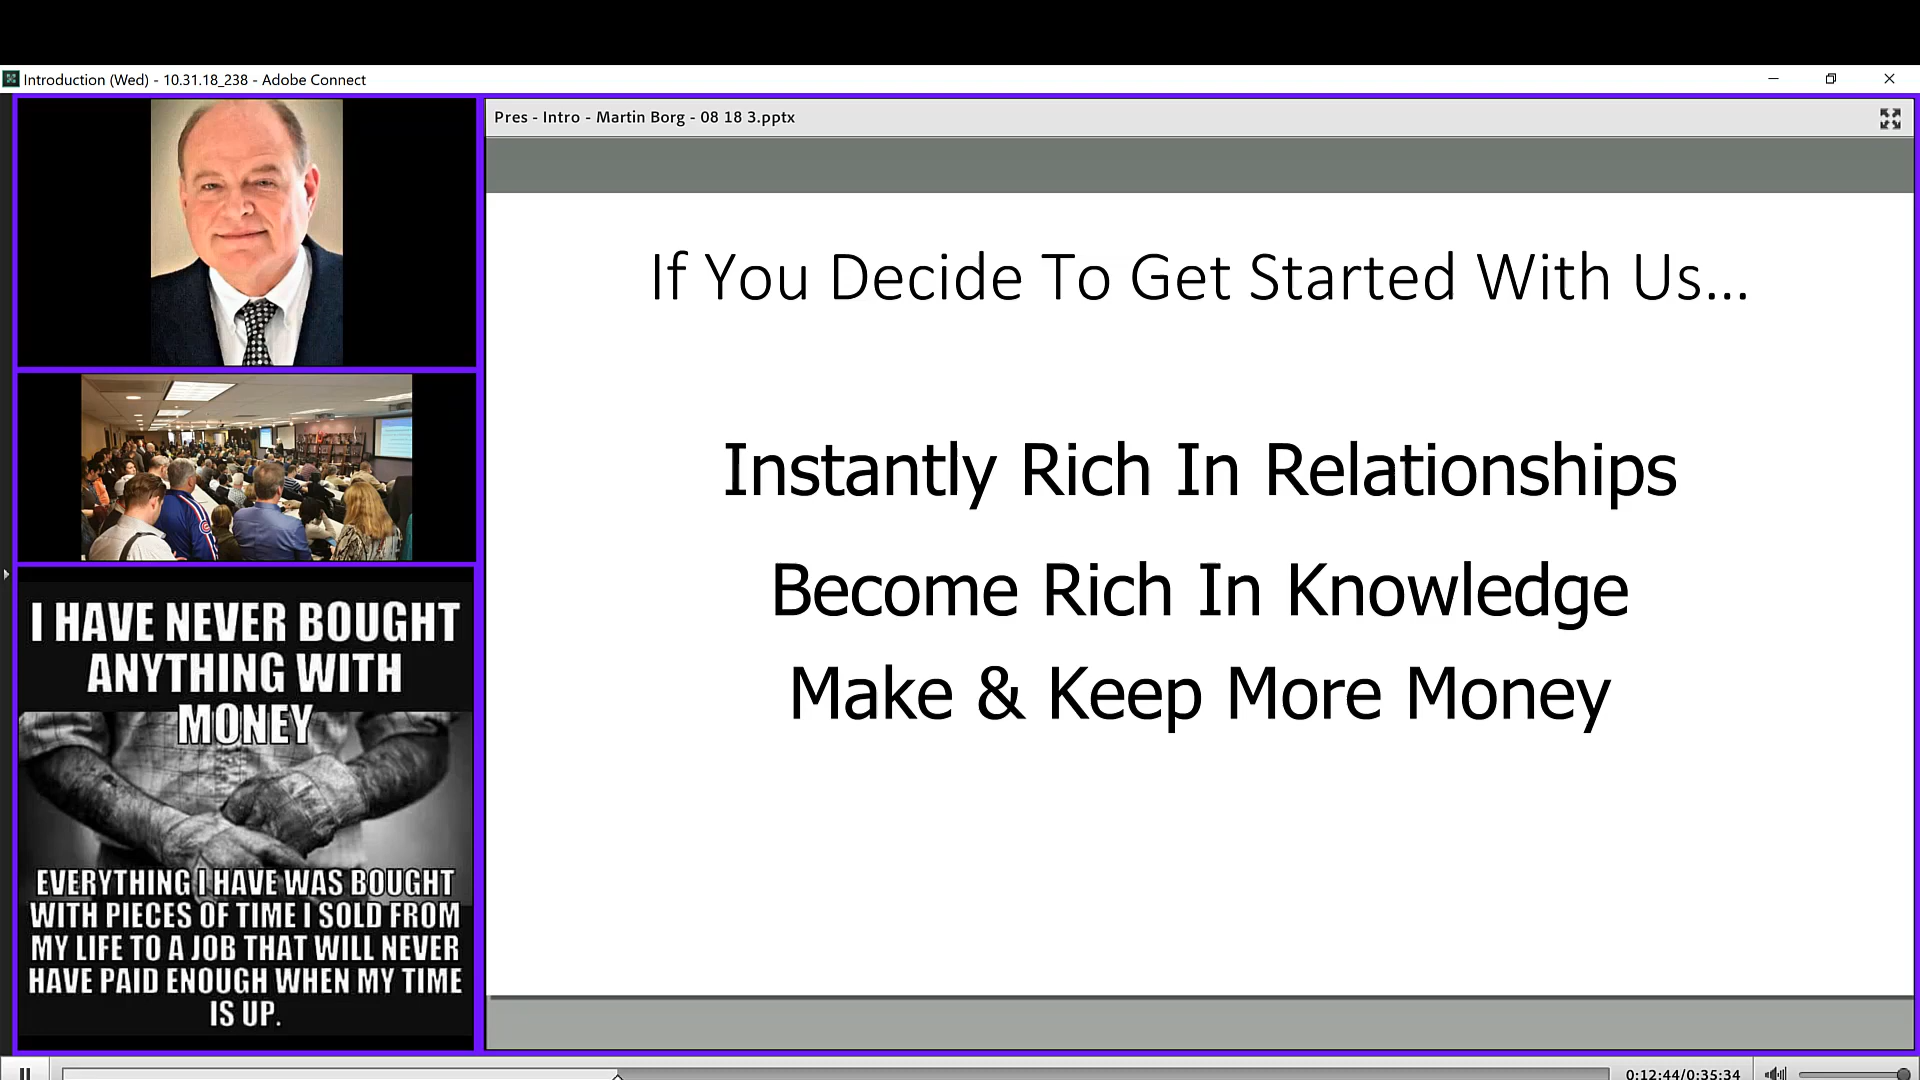 Introduction (Wed) - 10.31.18_238 - Adobe Connect
Pres - Intro - Martin Borg - 08 18 3.pptx
If You Decide To Get Started With Us...
Instantly Rich In Relationships
Become Rich In Knowledge
Make & Keep More Money
I HAVE NEVER BOUGHT
ANYTHING WITH
MONEY
EVERYTHING I HAVE WAS BOUGHT
WITH PIECES OF TIME I SOLD FROM
MY LIFE TO A JOB THAT WILL NEVER
HAVE PAID ENOUGH WHEN MY TIME
IS UP.
0:12:44/0:35:34